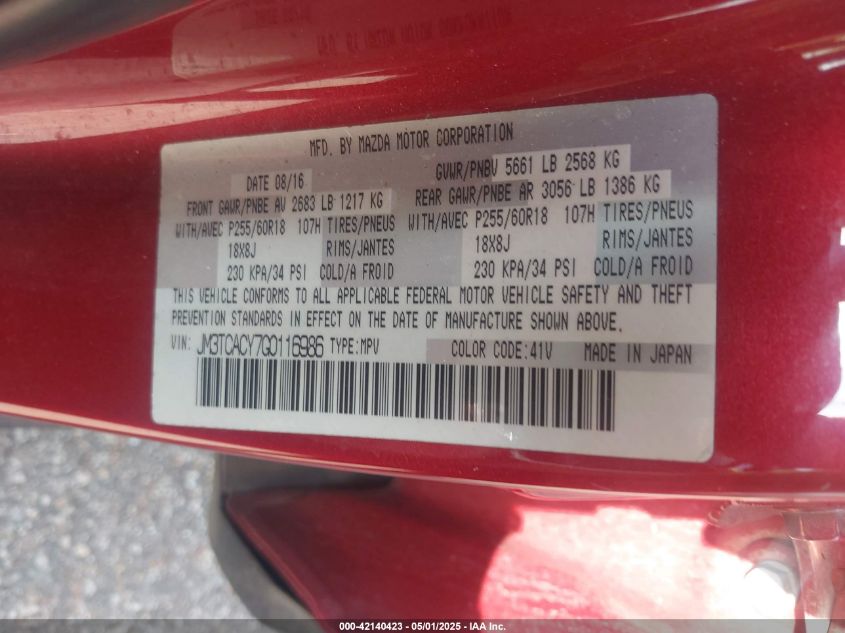 MFD. BY MAZDA MOTOR CORPORATION
DATE 08/16 GVWR/PNBV 5661 LB 2568 KG
FRONT GAWR/PNBE AV 2683 LB 1217 KG REAR GAWR/PNBE AR 3056 LB 1386 KG
WITH/AVEC P255/60R18 107H TIRES/PNEUS WITH/AVEC P255/60R18 107H TIRES/PNEUS
18X8J RIMS/JANTES 18X8J RIMS/JANTES
230 KPA/34 PSI COLD/A FROID 230 KPA/34 PSI COLD/A FROID
THIS VEHICLE CONFORMS TO ALL APPLICABLE FEDERAL MOTOR VEHICLE SAFETY AND THEFT
PREVENTION STANDARDS IN EFFECT ON THE DATE OF MANUFACTURE SHOWN ABOVE.
VIN: JM3TCACY7G0116986 TYPE:MPV COLOR CODE:41V MADE IN JAPAN
000-42140423 - 05/01/2025 - IAA Corp.